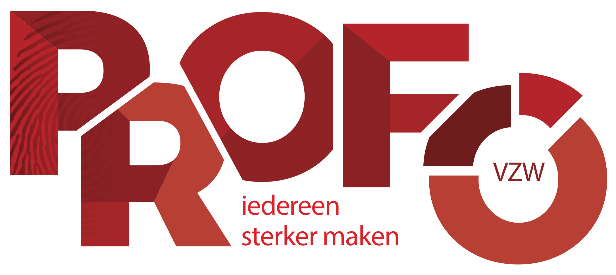 PROFO
VZW
iedereen
sterker maken